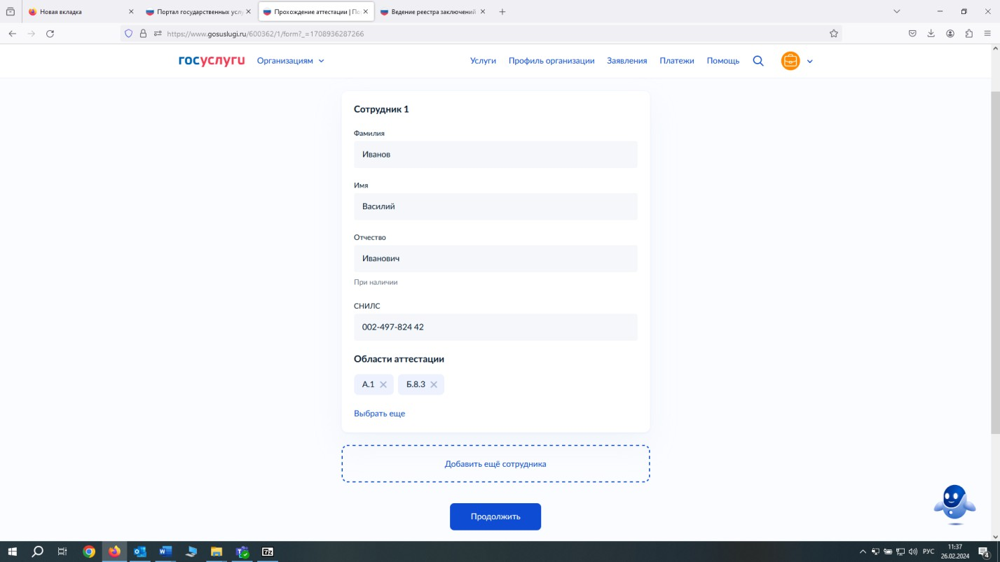 Новая вкладка
Портал государственных услу
Прохождение аттестации | По
Ведение реестра заключений
https://www.gosuslugi.ru/600362/1/form?_=1708936287266
госуслуги
Организациям
Услуги
Профиль организации
Заявления
Платежи
Помощь
Сотрудник 1
Фамилия
Иванов
Имя
Василий
Отчество
Иванович
При наличии
СНИЛС
002-497-824 42
Области аттестации
А.1
Б.8.3
Выбрать еще
Добавить ещё сотрудника
Продолжить
7z
РУС
11:37
26.02.2024
4